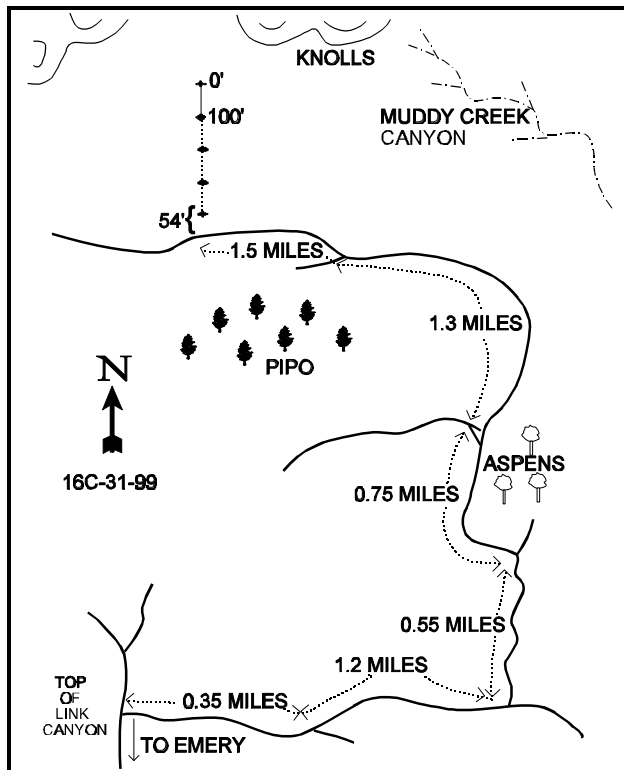 KNOLLS
0'
100'
MUDDY CREEK
CANYON
54'{
1.5 MILES
1.3 MILES
PIPO
N
16C-31-99
ASPENS
0.75 MILES
0.55 MILES
1.2 MILES
0.35 MILES
TOP
OF
LINK
CANYON
TO EMERY